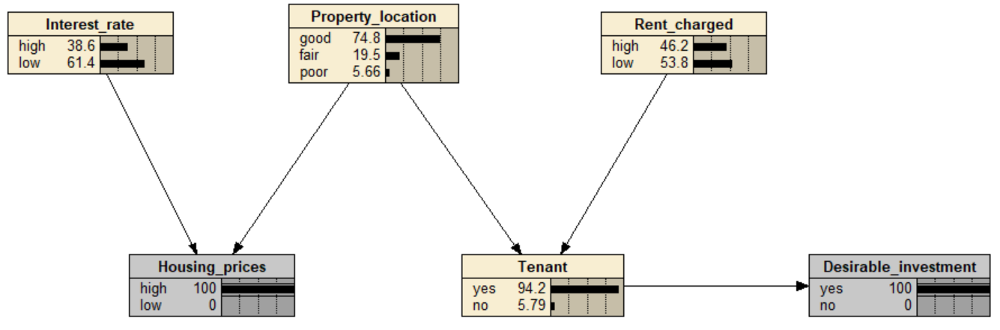 Interest_rate
high 38.6
low 61.4
Property_location
good 74.8
fair 19.5
poor 5.66
Rent_charged
high 46.2
low 53.8
Housing_prices
high 100
low 0
Tenant
yes 94.2
no 5.79
Desirable_investment
yes 100
no 0